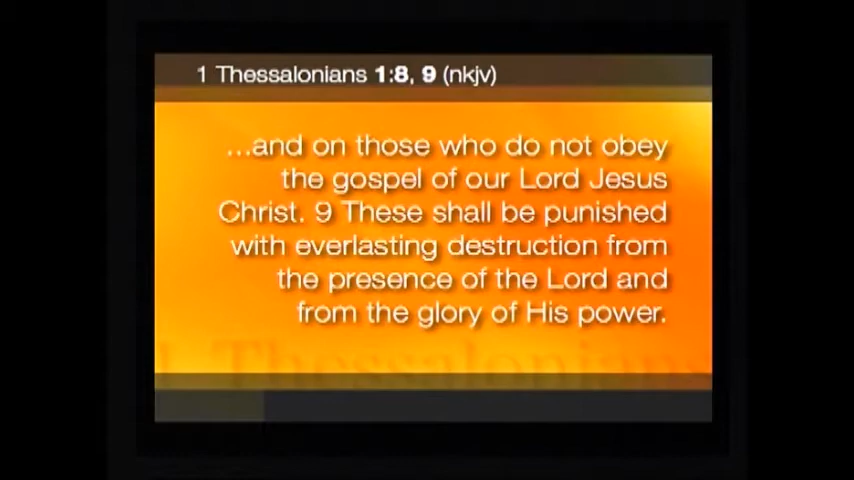 1 Thessalonians 1:8, 9 (nkjv)
...and on those who do not obey
the gospel of our Lord Jesus
Christ. 9 These shall be punished
with everlasting destruction from
the presence of the Lord and
from the glory of His power.
1 Thessalonians